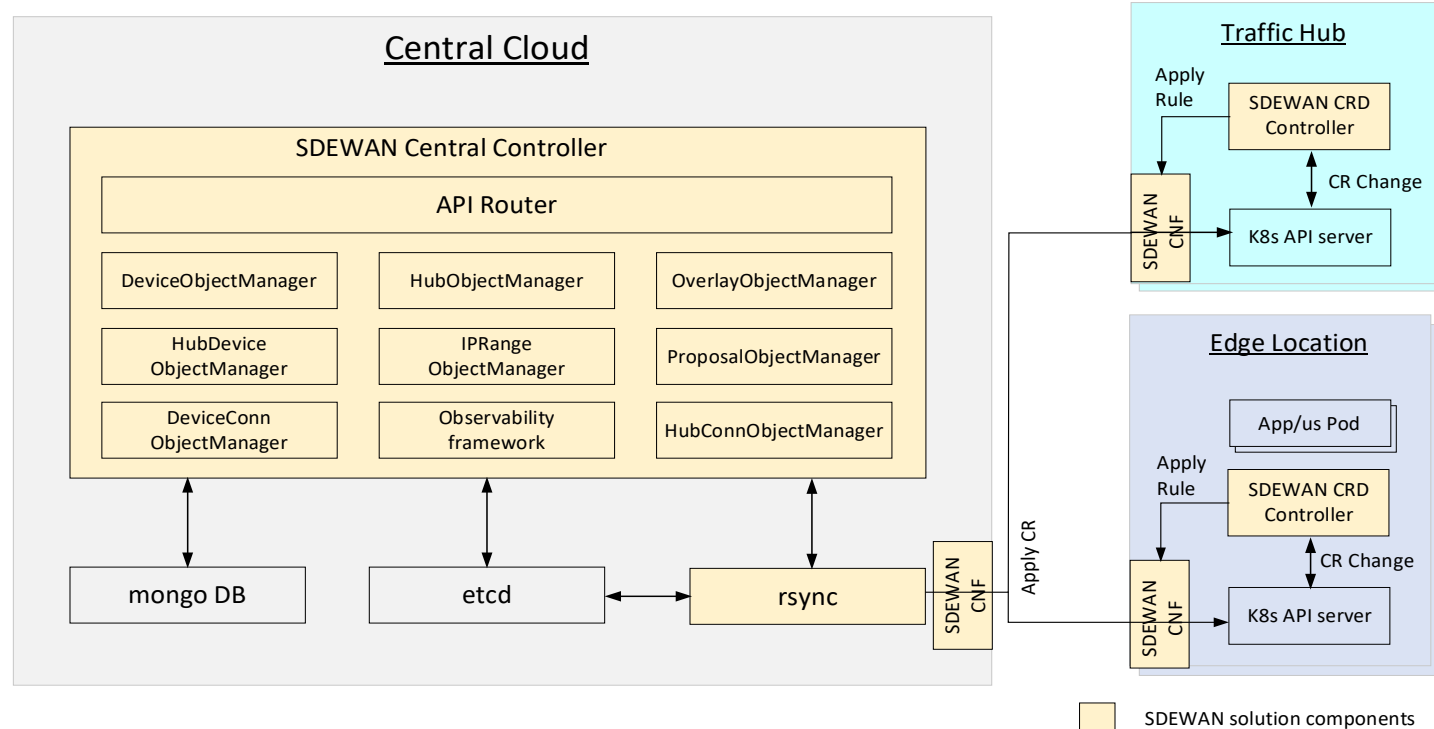 Central Cloud
SDEWAN Central Controller
API Router
DeviceObjectManager
HubObjectManager
OverlayObjectManager
HubDevice
ObjectManager
IPRange
ObjectManager
ProposalObjectManager
DeviceConn
ObjectManager
Observability
framework
HubConnObjectManager
mongo DB
etcd
rsync
SDEWAN
CNF
Apply CR
Traffic Hub
Apply
Rule
SDEWAN CRD
Controller
CR Change
SDEWAN
CNF
K8s API server
Edge Location
App/us Pod
Apply
Rule
SDEWAN CRD
Controller
CR Change
SDEWAN
CNF
K8s API server
SDEWAN solution components